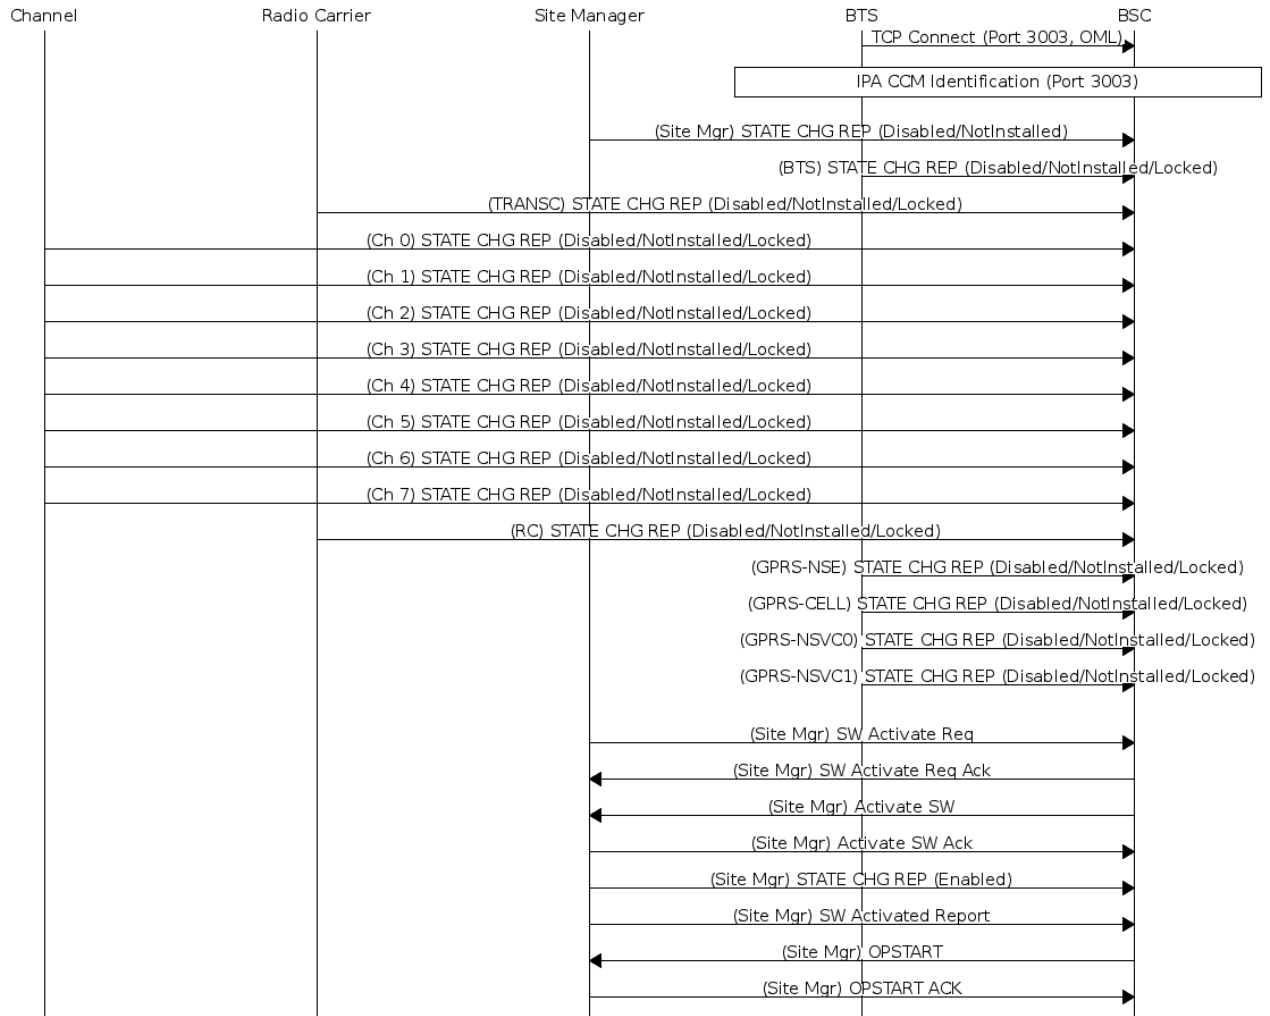 Channel Radio Carrier Site Manager BTS BSC
TCP Connect (Port 3003, OML)
IPA CCM Identification (Port 3003)
(Site Mgr) STATE CHG REP (Disabled/NotInstalled)
(BTS) STATE CHG REP (Disabled/NotInstalled/Locked)
(TRANSC) STATE CHG REP (Disabled/NotInstalled/Locked)
(Ch 0) STATE CHG REP (Disabled/NotInstalled/Locked)
(Ch 1) STATE CHG REP (Disabled/NotInstalled/Locked)
(Ch 2) STATE CHG REP (Disabled/NotInstalled/Locked)
(Ch 3) STATE CHG REP (Disabled/NotInstalled/Locked)
(Ch 4) STATE CHG REP (Disabled/NotInstalled/Locked)
(Ch 5) STATE CHG REP (Disabled/NotInstalled/Locked)
(Ch 6) STATE CHG REP (Disabled/NotInstalled/Locked)
(Ch 7) STATE CHG REP (Disabled/NotInstalled/Locked)
(RC) STATE CHG REP (Disabled/NotInstalled/Locked)
(GPRS-NSE) STATE CHG REP (Disabled/NotInstalled/Locked)
(GPRS-CELL) STATE CHG REP (Disabled/NotInstalled/Locked)
(GPRS-NSVC0) STATE CHG REP (Disabled/NotInstalled/Locked)
(GPRS-NSVC1) STATE CHG REP (Disabled/NotInstalled/Locked)
(Site Mgr) SW Activate Req
(Site Mgr) SW Activate Req Ack
(Site Mgr) Activate SW
(Site Mgr) Activate SW Ack
(Site Mgr) STATE CHG REP (Enabled)
(Site Mgr) SW Activated Report
(Site Mgr) OPSTART
(Site Mgr) OPSTART ACK